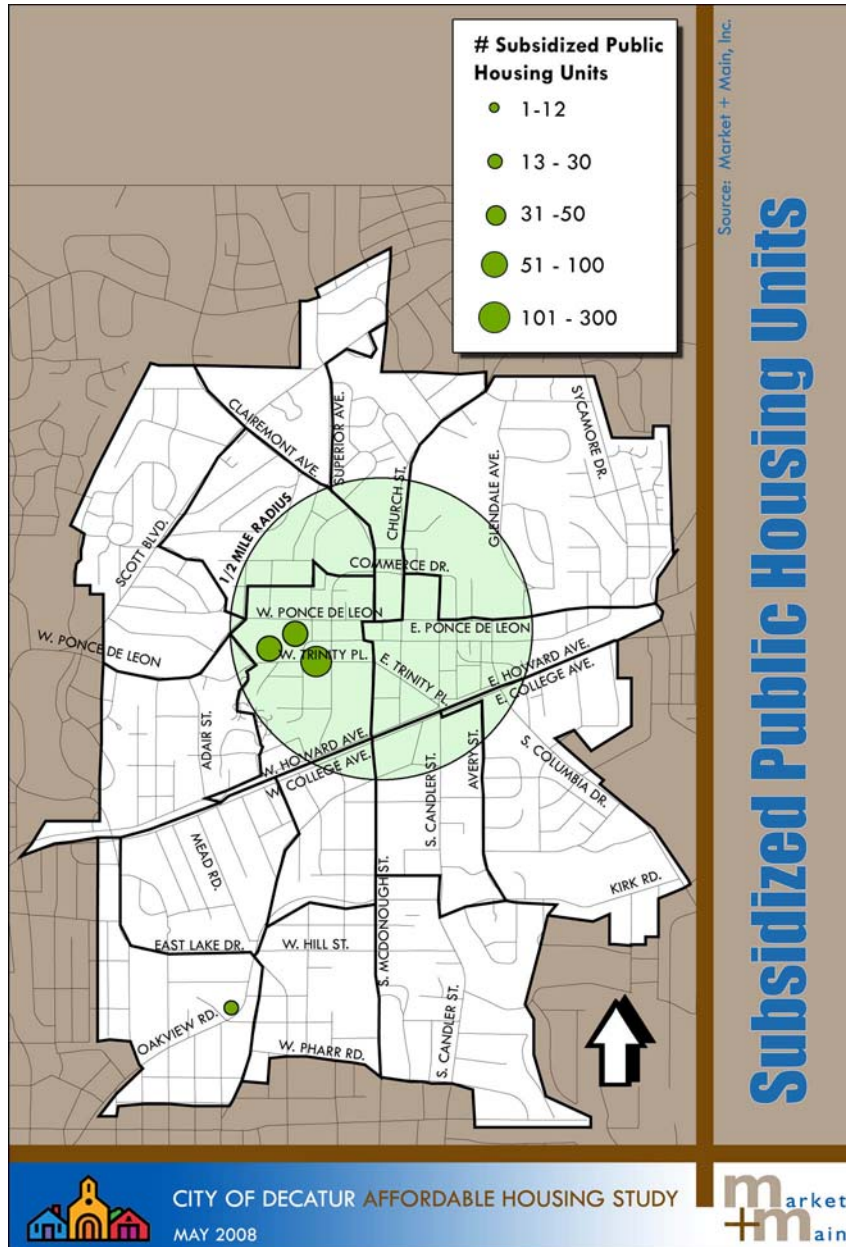 # Subsidized Public
Housing Units
1-12
13 - 30
31 -50
51 - 100
101 - 300
Source: Market + Main, Inc.
Subsidized Public Housing Units
CLAIREMONT AVE.
SUPERIOR AVE.
SYCAMORE DR.
CHURCH ST.
GLENDALE AVE.
SCOTT BLVD.
1/2 MILE RADIUS
COMMERCE DR.
W. PONCE DE LEON
E. PONCE DE LEON
W. PONCE DE LEON
W. TRINITY PL.
E. TRINITY PL.
E. HOWARD AVE.
E. COLLEGE AVE.
ADAIR ST.
W. HOWARD AVE.
W. COLLEGE AVE.
S. CANDLER ST.
AVERY ST.
S. COLUMBIA DR.
MEAD RD.
KIRK RD.
S. MCDONOUGH ST.
EAST LAKE DR.
W. HILL ST.
OAKVIEW RD.
W. PHARR RD.
S. CANDLER ST.
CITY OF DECATUR AFFORDABLE HOUSING STUDY
MAY 2008
market
+main